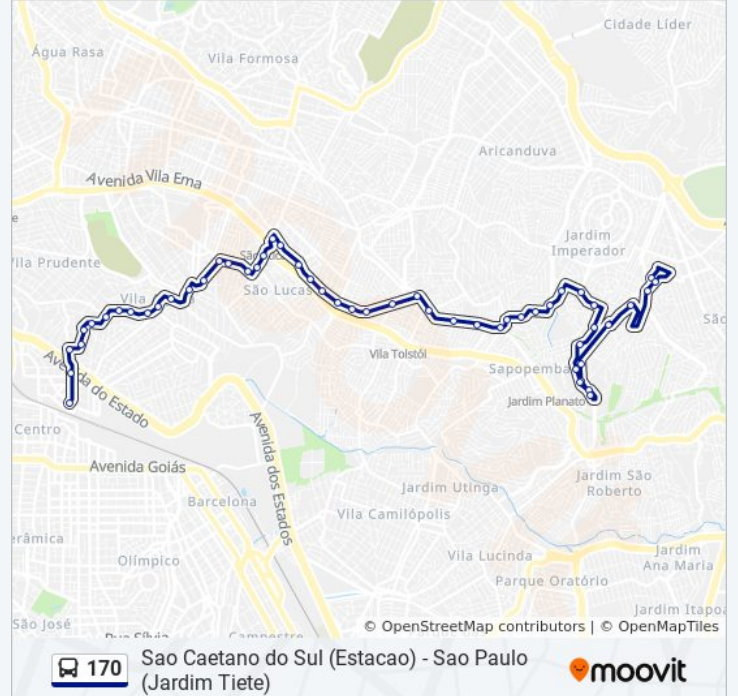 Cidade Líder
Água Rasa
Vila Formosa
Aricanduva
Avenida Vila Ema
Jardim
Imperador
Vila Prudente
São Lucas
Vila
Vila Tolstói
Sapopemba
Avenida do Estado
Jardim Planalto
Centro
Avenida dos Estados
Avenida Goiás
Jardim São
Roberto
Jardim Utinga
Barcelona
Vila Camilópolis
Vila Lucinda
Jardim
Ana Maria
Olímpico
Parque Oratório
São José
Jardim Itapoa
Campestre
© OpenStreetMap contributors | © OpenMapTiles
170
Sao Caetano do Sul (Estacao) - Sao Paulo
(Jardim Tiete)
moovit